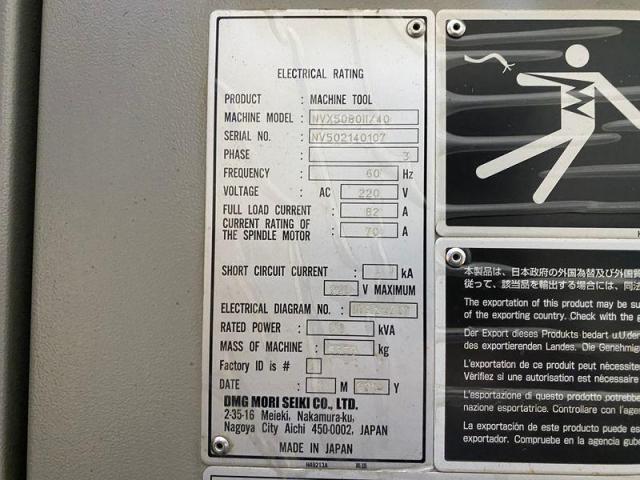 ELECTRICAL RATING
PRODUCT : MACHINE TOOL
MACHINE MODEL : NVX5080II/40
SERIAL NO. : NV502140107
PHASE : 3
FREQUENCY : 60 Hz
VOLTAGE : AC 220 V
FULL LOAD CURRENT : 82 A
CURRENT RATING OF THE SPINDLE MOTOR : 70 A
SHORT CIRCUIT CURRENT : kA
V MAXIMUM
ELECTRICAL DIAGRAM NO. :
RATED POWER : kVA
MASS OF MACHINE : kg
Factory ID is #
DATE : M Y
DMG MORI SEIKI CO., LTD.
2-35-16 Meieki, Nakamura-ku,
Nagoya City Aichi 450-0002, JAPAN
MADE IN JAPAN
本製品は、日本政府の外国為替及び外国
従って、該当品を輸出する場合には、同法
The exportation of this product may be su
of the exporting country. Check with the g
Der Export dieses Produkts bedarf u.U.der
des exportierenden Landes. Die Genehmig
L'exportation de ce produit peut nécessiter
Vérifiez si une autorisation est nécessaire
L'esportazione di questo prodotto potrebbe
nazione esportatrice. Controllare con l'agenz
La exportación de este producto puede es
exportador. Compruebe en la agencia gub